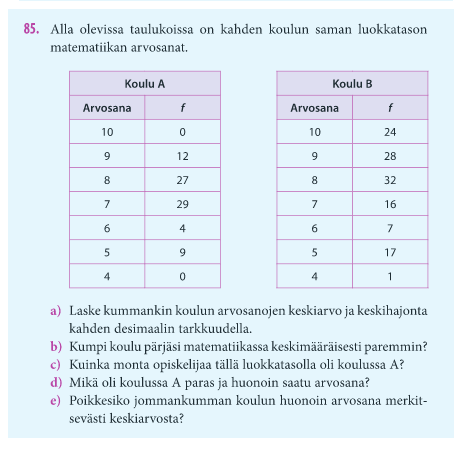 85. Alla olevissa taulukoissa on kahden koulun saman luokkatason
matematiikan arvosanat.
Koulu A
Arvosana f
10 0
9 12
8 27
7 29
6 4
5 9
4 0
Koulu B
Arvosana f
10 24
9 28
8 32
7 16
6 7
5 17
4 1
a) Laske kummankin koulun arvosanojen keskiarvo ja keskihajonta
kahden desimaalin tarkkuudella.
b) Kumpi koulu pärjäsi matematiikassa keskimääräisesti paremmin?
c) Kuinka monta opiskelijaa tällä luokkatasolla oli koulussa A?
d) Mikä oli koulussa A paras ja huonoin saatu arvosana?
e) Poikkesiko jommankumman koulun huonoin arvosana merkit-
sevästi keskiarvosta?